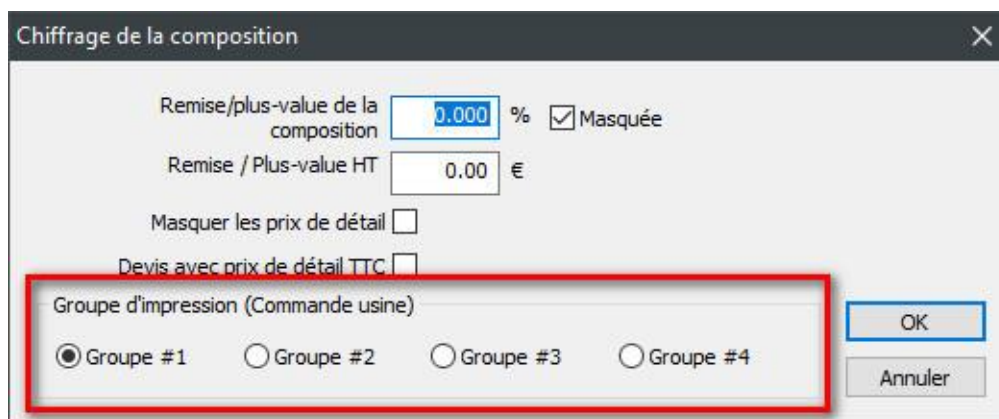 Chiffrage de la composition
Remise/plus-value de la
composition
0.000 % Masquée
Remise / Plus-value HT 0.00 €
Masquer les prix de détail
Devis avec prix de détail TTC
Groupe d'impression (Commande usine)
Groupe #1 Groupe #2 Groupe #3 Groupe #4
OK
Annuler